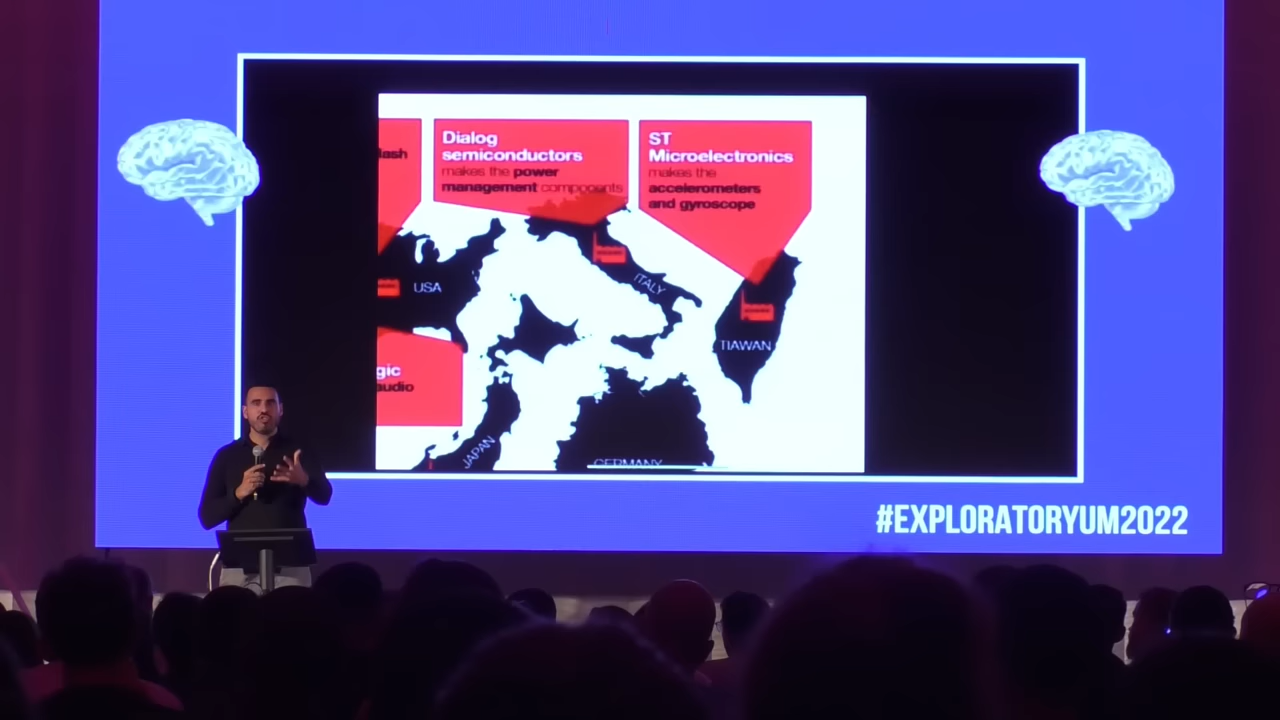 lash
Dialog
semiconductors
makes the power
management components
ST
Microelectronics
makes the
accelerometers
and gyroscope
USA
ITALY
TIAWAN
gic
audio
JAPAN
GERMANY
#EXPLORATORYUM2022